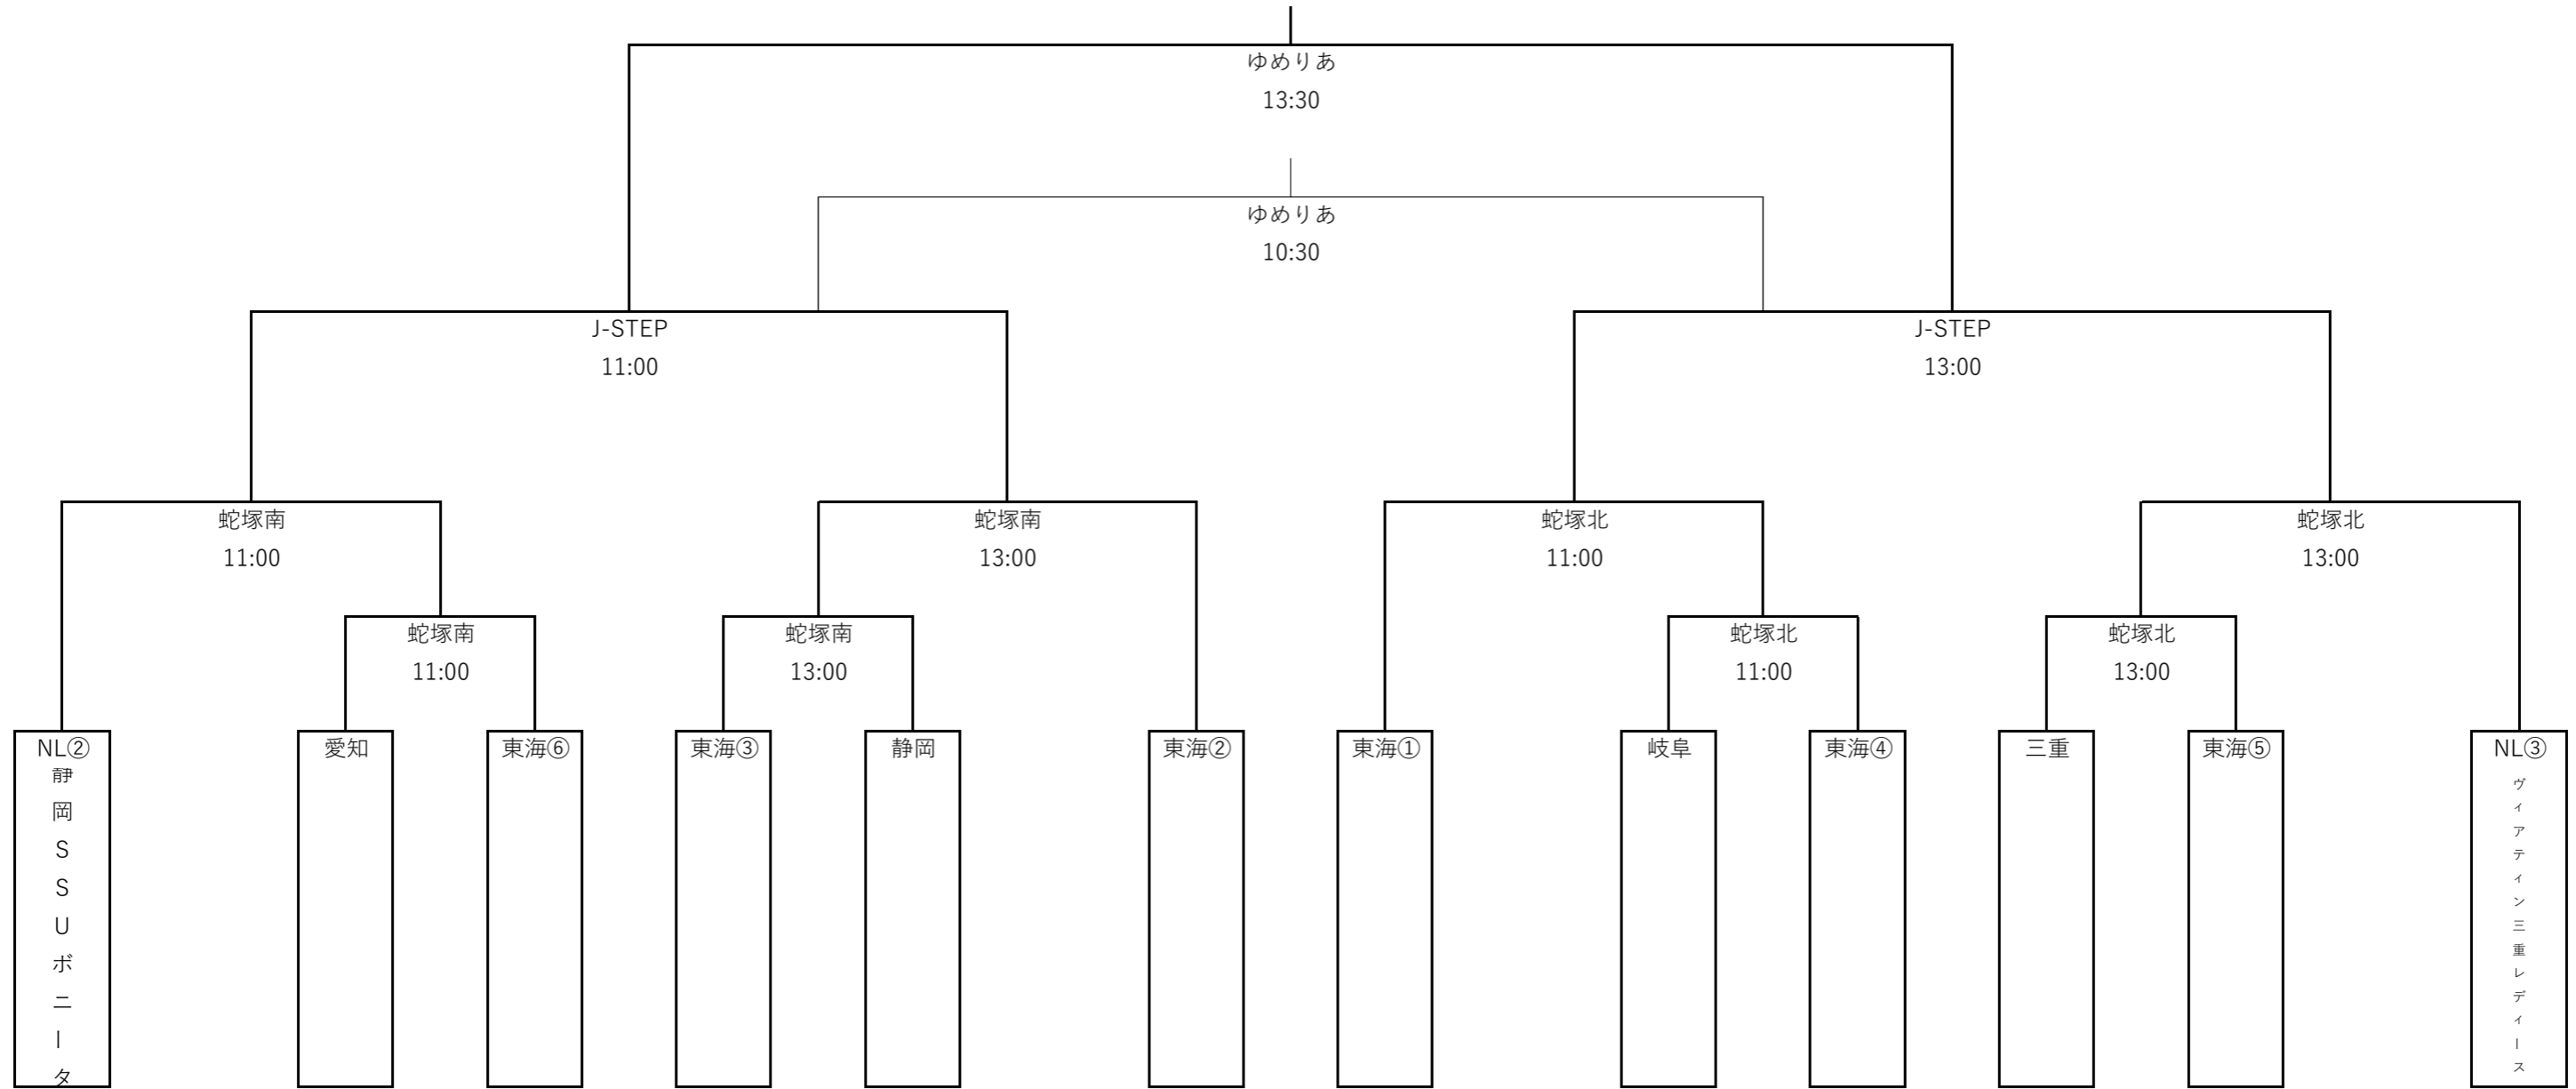 ゆめりあ
13:30
ゆめりあ
10:30
J-STEP
11:00
J-STEP
13:00
蛇塚南
11:00
蛇塚南
13:00
蛇塚北
11:00
蛇塚北
13:00
蛇塚南
11:00
蛇塚南
13:00
蛇塚北
11:00
蛇塚北
13:00
NL②
静岡SSUボニータ
愛知
東海⑥
東海③
静岡
東海②
東海①
岐阜
東海④
三重
東海⑤
NL③
ヴィアティン三重レディース